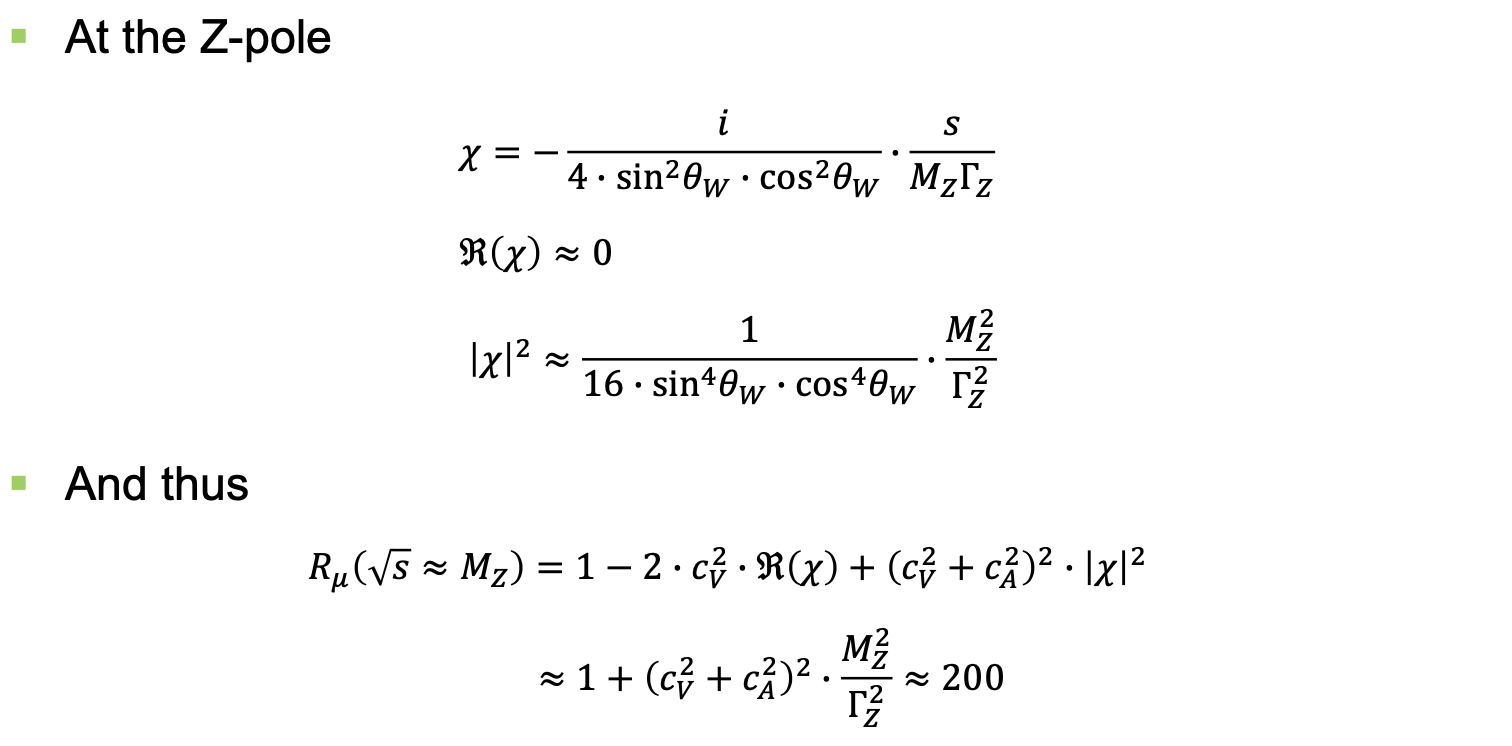 ▪ At the Z-pole
χ = − i / (4 · sin²θ_W · cos²θ_W) · s / (M_Z Γ_Z)
ℜ(χ) ≈ 0
|χ|² ≈ 1 / (16 · sin⁴θ_W · cos⁴θ_W) · M_Z² / Γ_Z²
▪ And thus
R_μ(√s ≈ M_Z) = 1 − 2 · c_V² · ℜ(χ) + (c_V² + c_A²)² · |χ|²
≈ 1 + (c_V² + c_A²)² · M_Z² / Γ_Z² ≈ 200